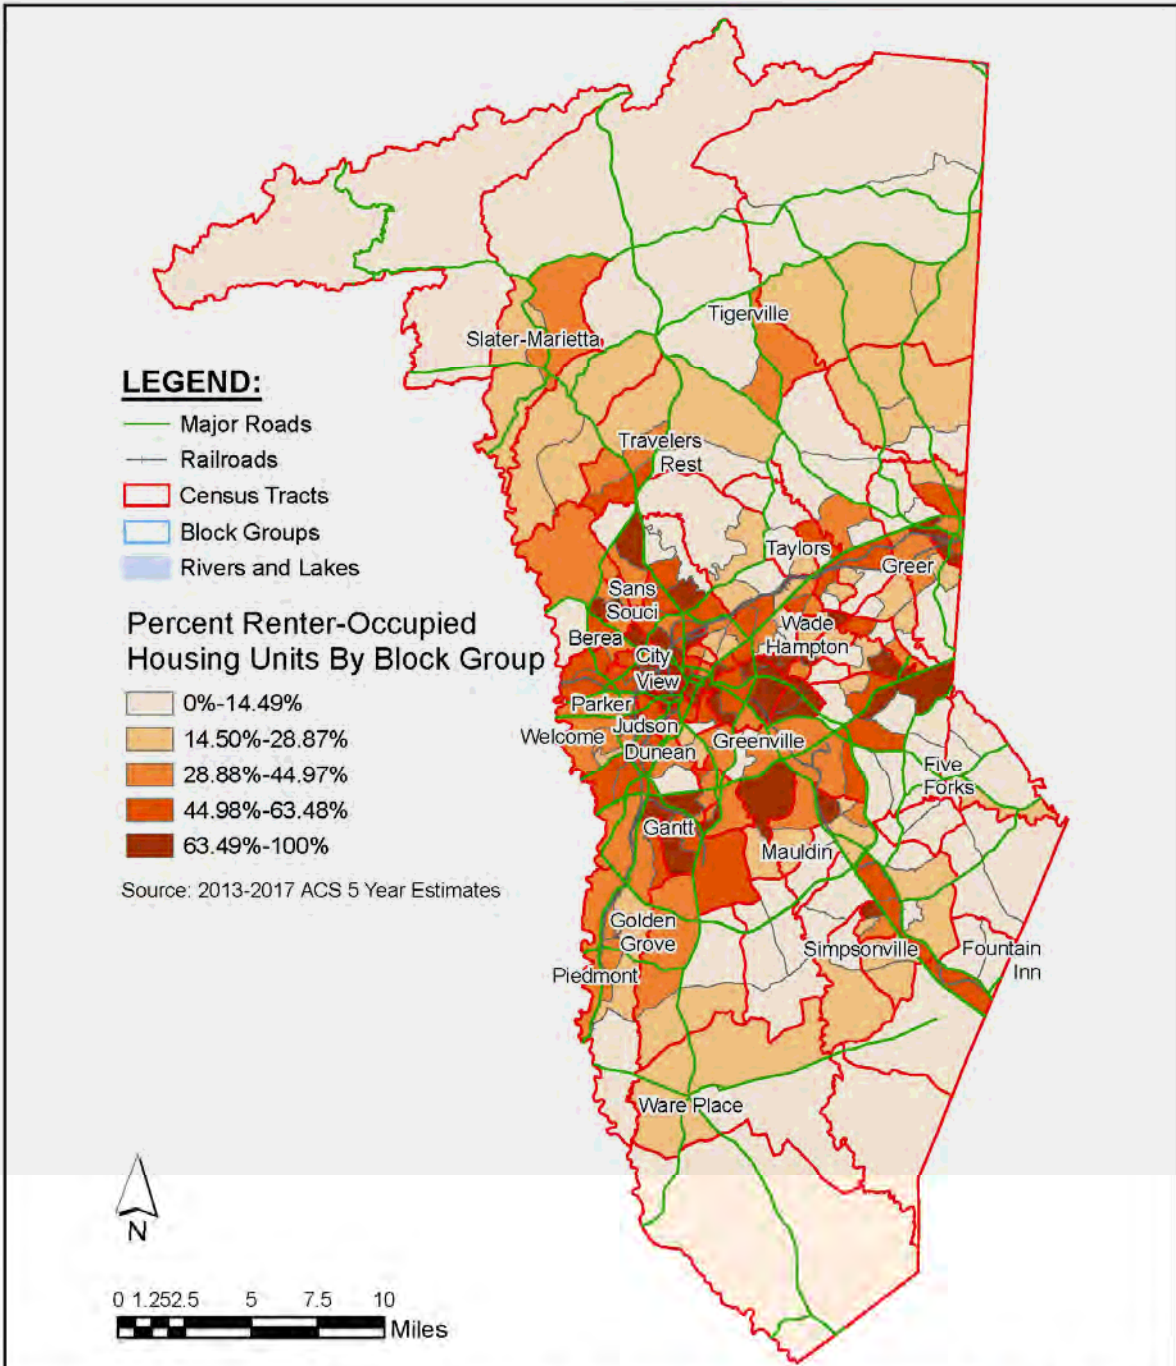 Tigerville
Slater-Marietta
LEGEND:
Major Roads
Railroads
Census Tracts
Block Groups
Rivers and Lakes
Percent Renter-Occupied
Housing Units By Block Group
0%-14.49%
14.50%-28.87%
28.88%-44.97%
44.98%-63.48%
63.49%-100%
Source: 2013-2017 ACS 5 Year Estimates
Travelers
Rest
Taylors
Greer
Sans
Souci
Wade
Hampton
Berea
City
View
Parker
Judson
Welcome
Dunean
Greenville
Five
Forks
Gantt
Mauldin
Golden
Grove
Simpsonville
Fountain
Inn
Piedmont
Ware Place
N
0 1.252.5 5 7.5 10
Miles